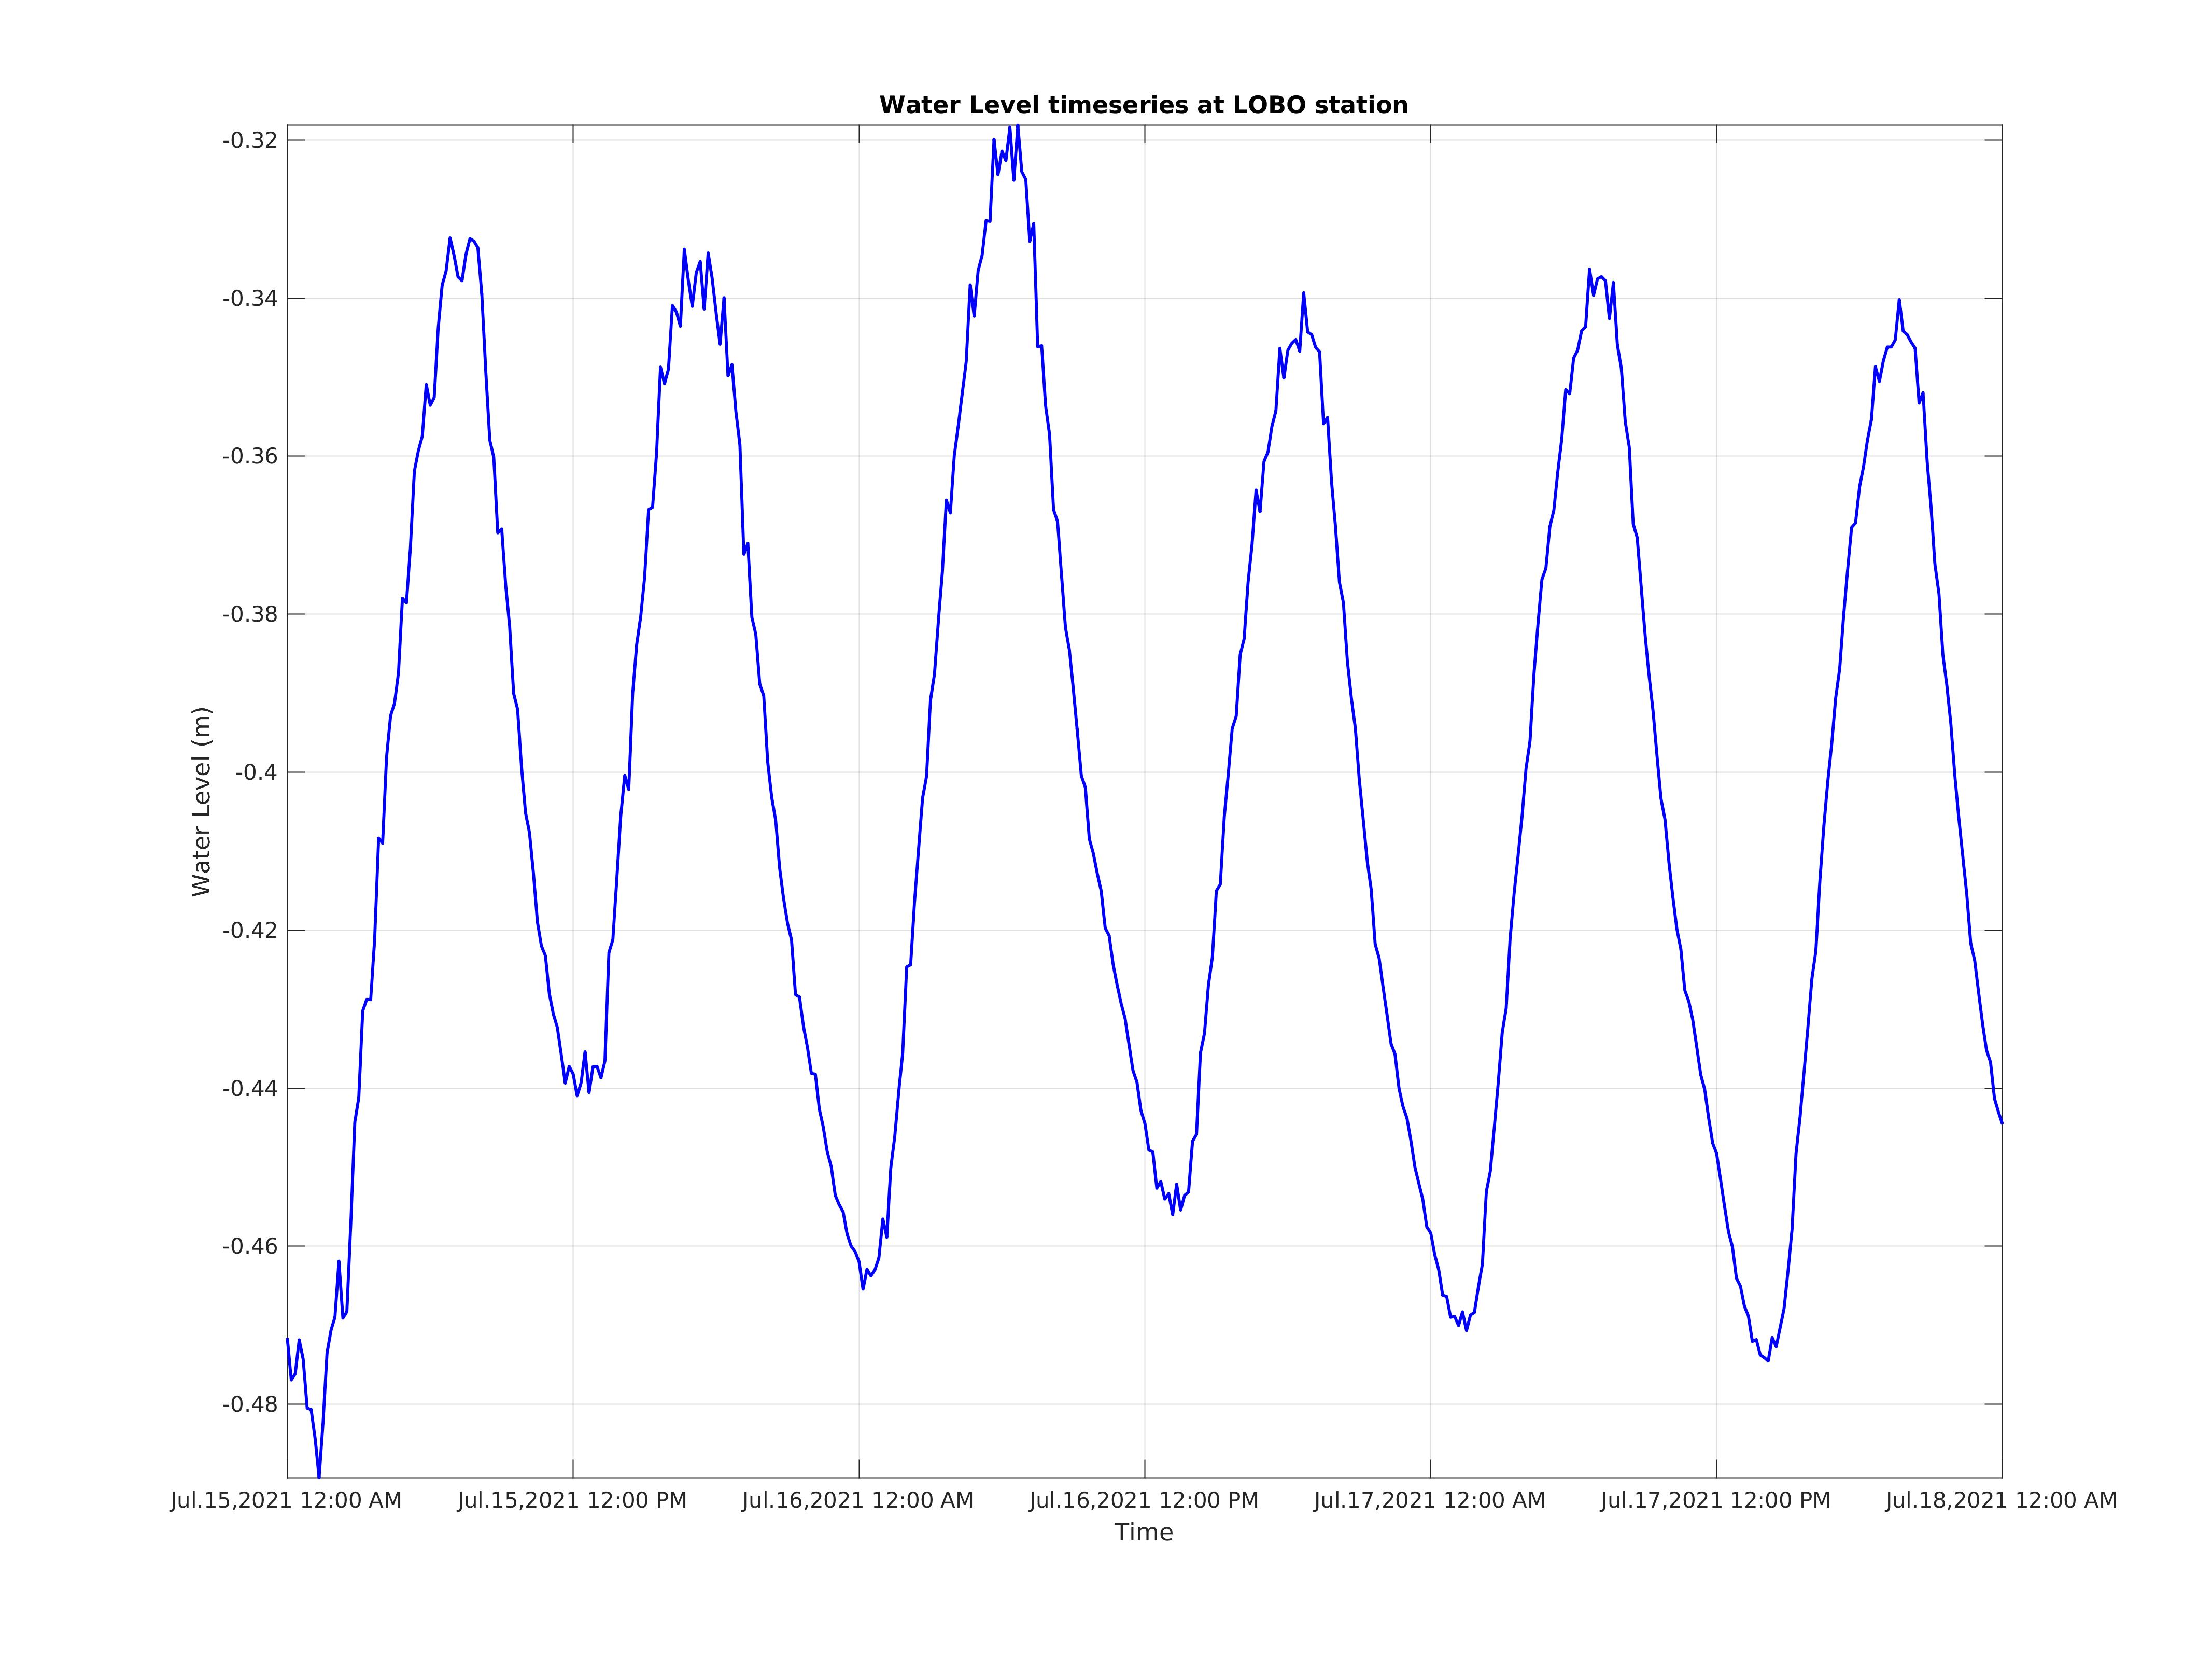 Water Level timeseries at LOBO station
-0.32
-0.34
-0.36
-0.38
-0.4
-0.42
-0.44
-0.46
-0.48
Water Level (m)
Jul.15,2021 12:00 AM
Jul.15,2021 12:00 PM
Jul.16,2021 12:00 AM
Jul.16,2021 12:00 PM
Jul.17,2021 12:00 AM
Jul.17,2021 12:00 PM
Jul.18,2021 12:00 AM
Time